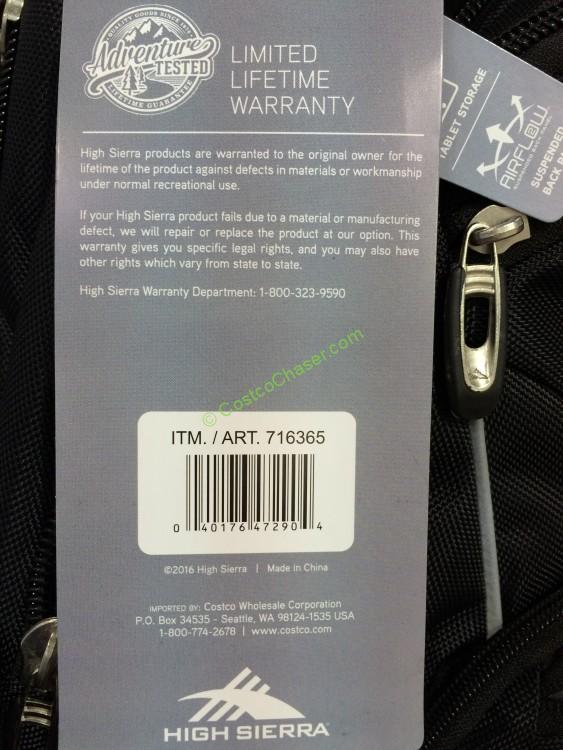 QUALITY GOODS SINCE
Adventure
TESTED
LIFETIME GUARANTEE
LIMITED
LIFETIME
WARRANTY
High Sierra products are warranted to the original owner for the
lifetime of the product against defects in materials or workmanship
under normal recreational use.
If your High Sierra product fails due to a material or manufacturing
defect, we will repair or replace the product at our option. This
warranty gives you specific legal rights, and you may also have
other rights which vary from state to state.
High Sierra Warranty Department: 1-800-323-9590
© CostcoChaser.com
ITM. / ART. 716365
0 40176 47290 4
©2016 High Sierra | Made in China
IMPORTED BY: Costco Wholesale Corporation
P.O. Box 34535 - Seattle, WA 98124-1535 USA
1-800-774-2678 | www.costco.com
HIGH SIERRA
TABLET STORAGE
AIRFLOW
SUSPENDED
BACK